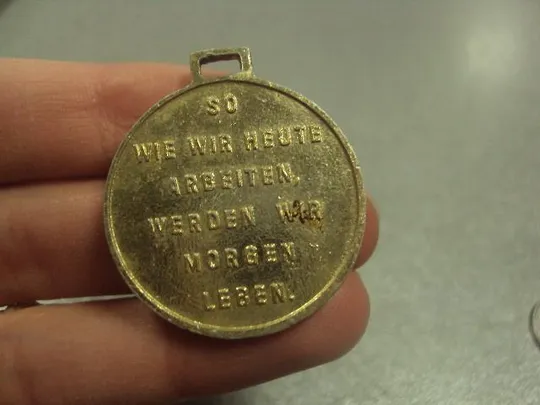 SO
WIE WIR HEUTE
ARBEITEN,
WERDEN WIR
MORGEN
LEBEN.